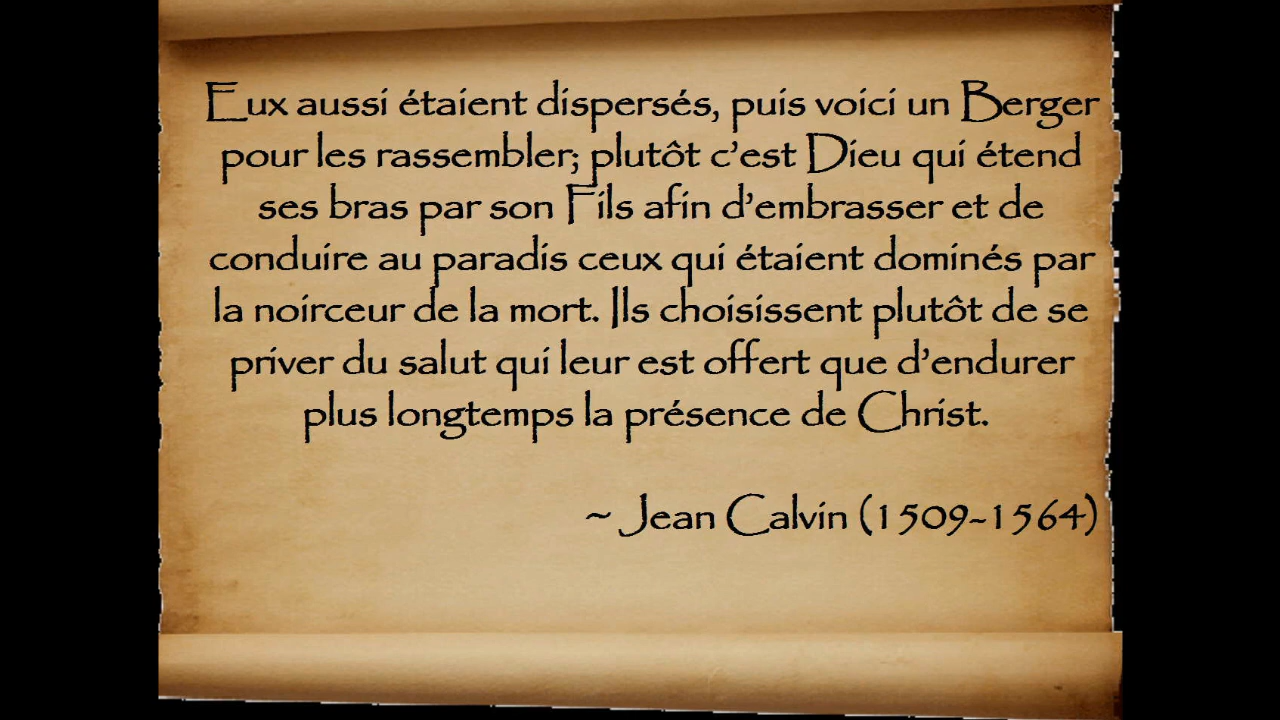 Eux aussi étaient dispersés, puis voici un Berger
pour les rassembler; plutôt c’est Dieu qui étend
ses bras par son Fils afin d’embrasser et de
conduire au paradis ceux qui étaient dominés par
la noirceur de la mort. Ils choisissent plutôt de se
priver du salut qui leur est offert que d’endurer
plus longtemps la présence de Christ.
~ Jean Calvin (1509-1564)